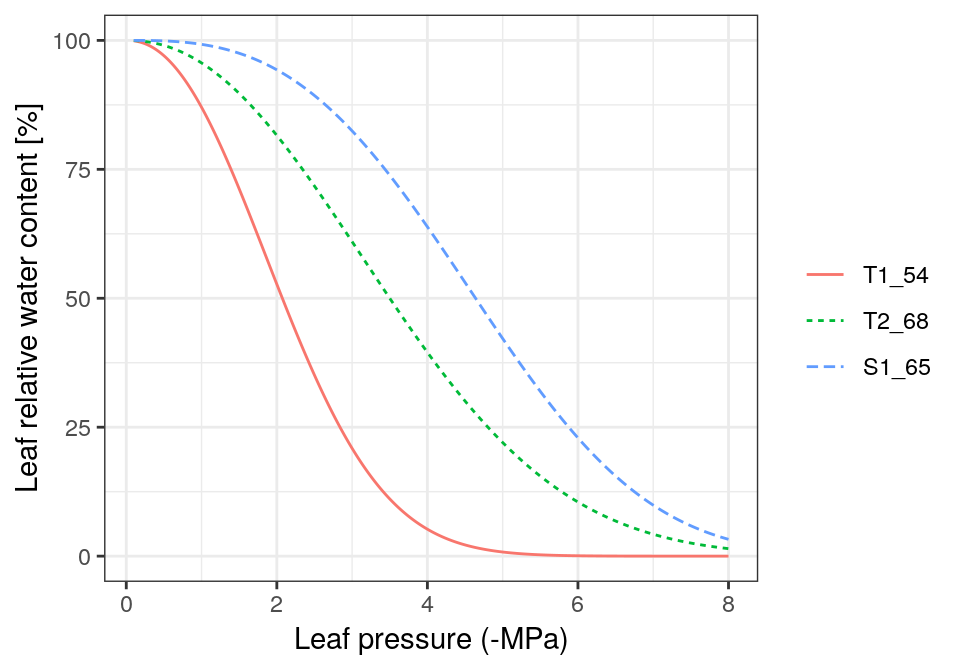 Leaf relative water content [%]
100
75
50
25
0
0 2 4 6 8
Leaf pressure (-MPa)
T1_54
T2_68
S1_65